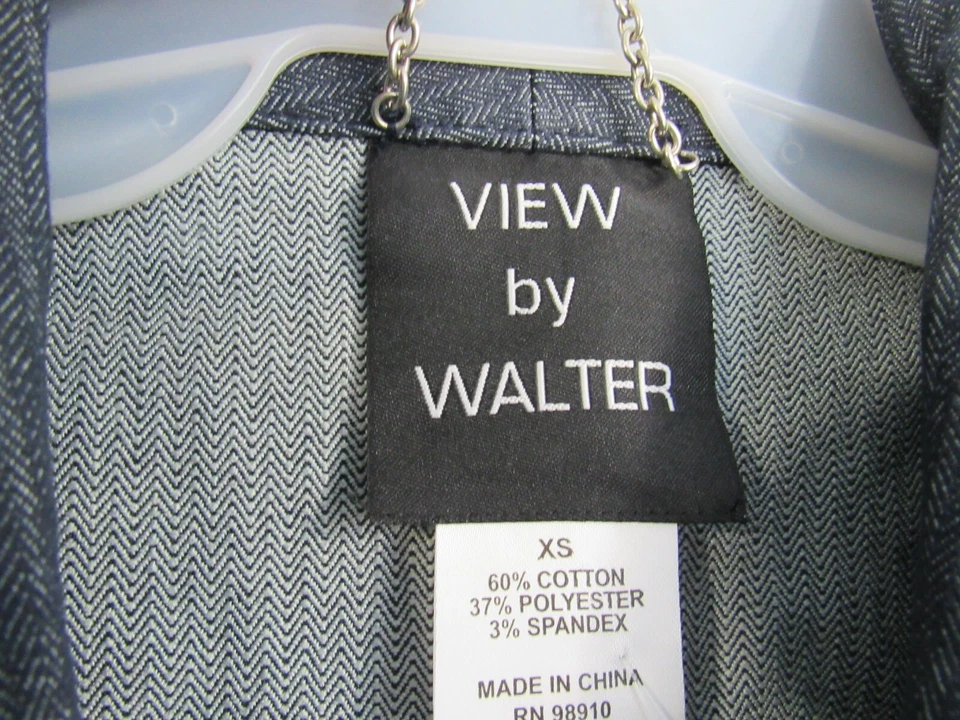 VIEW
by
WALTER
XS
60% COTTON
37% POLYESTER
3% SPANDEX
MADE IN CHINA
RN 98910